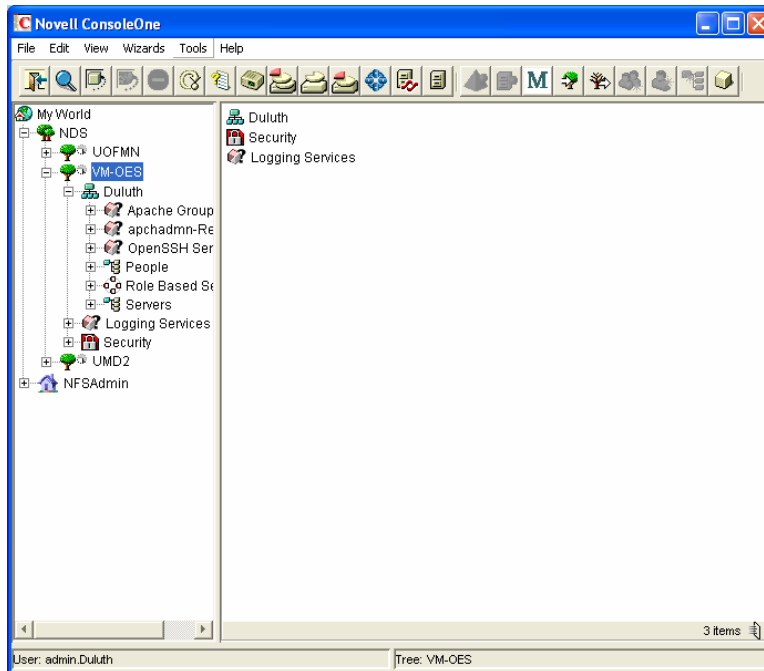 Novell ConsoleOne
File Edit View Wizards Tools Help
M
My World
NDS
UOFMN
VM-OES
Duluth
Apache Group
apchadmn-Re
OpenSSH Ser
People
Role Based Se
Servers
Logging Services
Security
UMD2
NFSAdmin
Duluth
Security
Logging Services
3 items
User: admin.Duluth
Tree: VM-OES